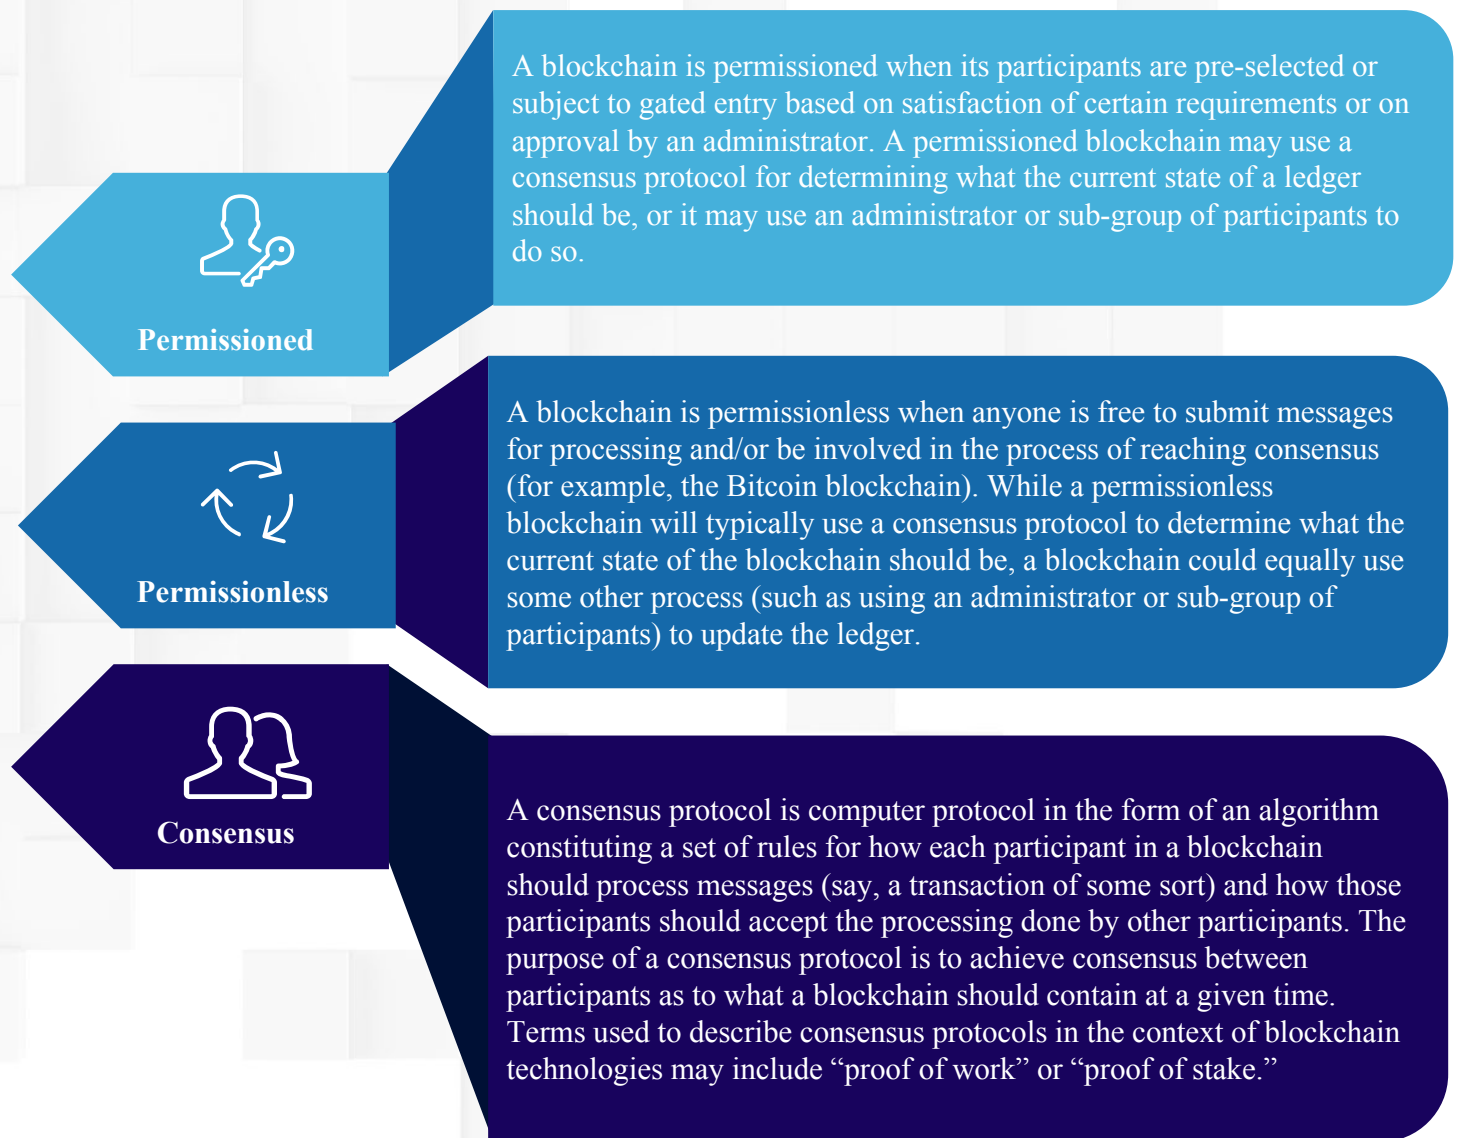 A blockchain is permissioned when its participants are pre-selected or
subject to gated entry based on satisfaction of certain requirements or on
approval by an administrator. A permissioned blockchain may use a
consensus protocol for determining what the current state of a ledger
should be, or it may use an administrator or sub-group of participants to
do so.
Permissioned
A blockchain is permissionless when anyone is free to submit messages
for processing and/or be involved in the process of reaching consensus
(for example, the Bitcoin blockchain). While a permissionless
blockchain will typically use a consensus protocol to determine what the
current state of the blockchain should be, a blockchain could equally use
some other process (such as using an administrator or sub-group of
participants) to update the ledger.
Permissionless
A consensus protocol is computer protocol in the form of an algorithm
constituting a set of rules for how each participant in a blockchain
should process messages (say, a transaction of some sort) and how those
participants should accept the processing done by other participants. The
purpose of a consensus protocol is to achieve consensus between
participants as to what a blockchain should contain at a given time.
Terms used to describe consensus protocols in the context of blockchain
technologies may include “proof of work” or “proof of stake.”
Consensus